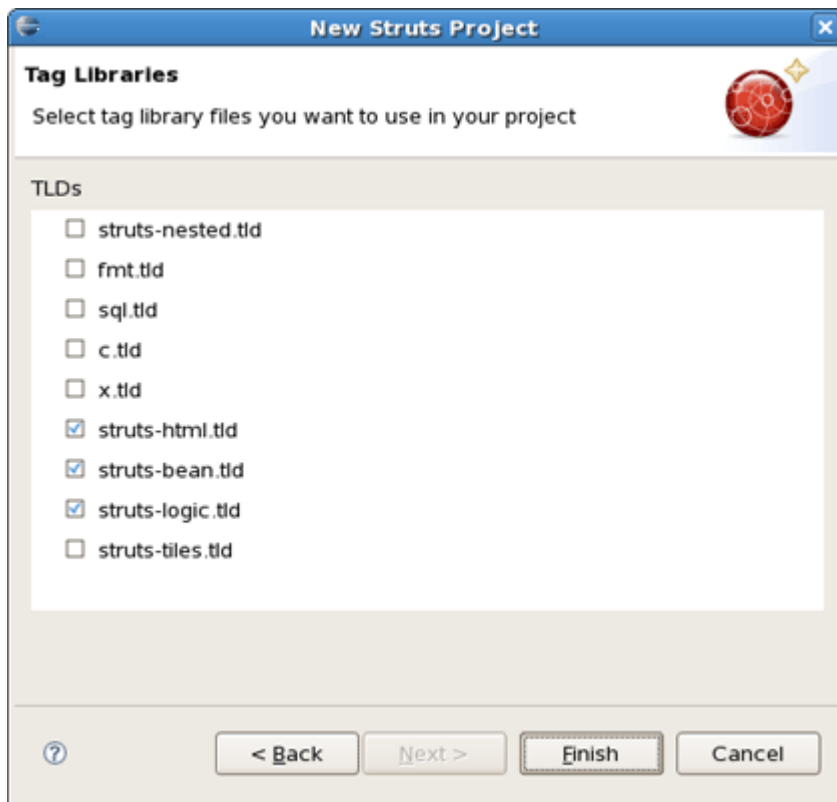 New Struts Project
Tag Libraries
Select tag library files you want to use in your project
TLDs
struts-nested.tld
fmt.tld
sql.tld
c.tld
x.tld
struts-html.tld
struts-bean.tld
struts-logic.tld
struts-tiles.tld
? < Back Next > Finish Cancel